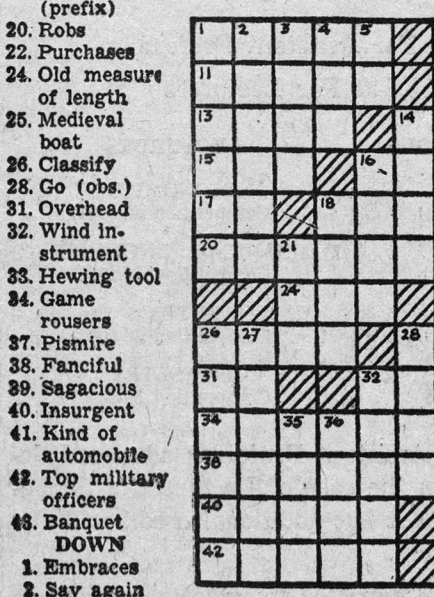 (prefix)
20. Robs
22. Purchases
24. Old measure
of length
25. Medieval
boat
26. Classify
28. Go (obs.)
31. Overhead
32. Wind in-
strument
33. Hewing tool
34. Game
rousers
37. Pismire
38. Fanciful
39. Sagacious
40. Insurgent
41. Kind of
automobile
42. Top military
officers
43. Banquet
DOWN
1. Embraces
2. Say again
1 2 3 4 5
11
13 14
15 16
17 18
20 21
24
26 27 28
31 32
34 35 36
38
40
42